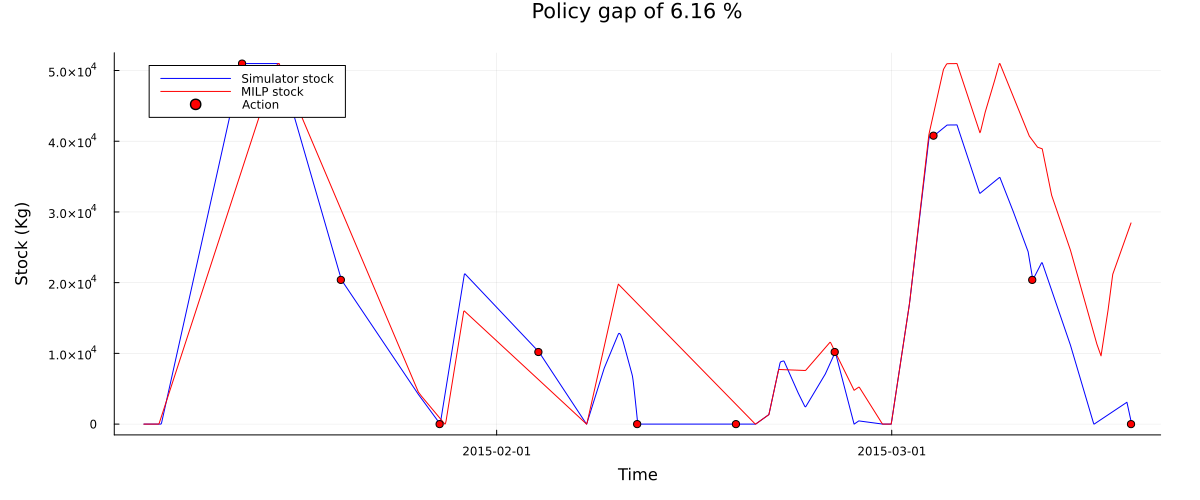 Policy gap of 6.16 %
Simulator stock
MILP stock
Action
5.0×10⁴
4.0×10⁴
3.0×10⁴
2.0×10⁴
1.0×10⁴
0
Stock (Kg)
2015-02-01
2015-03-01
Time